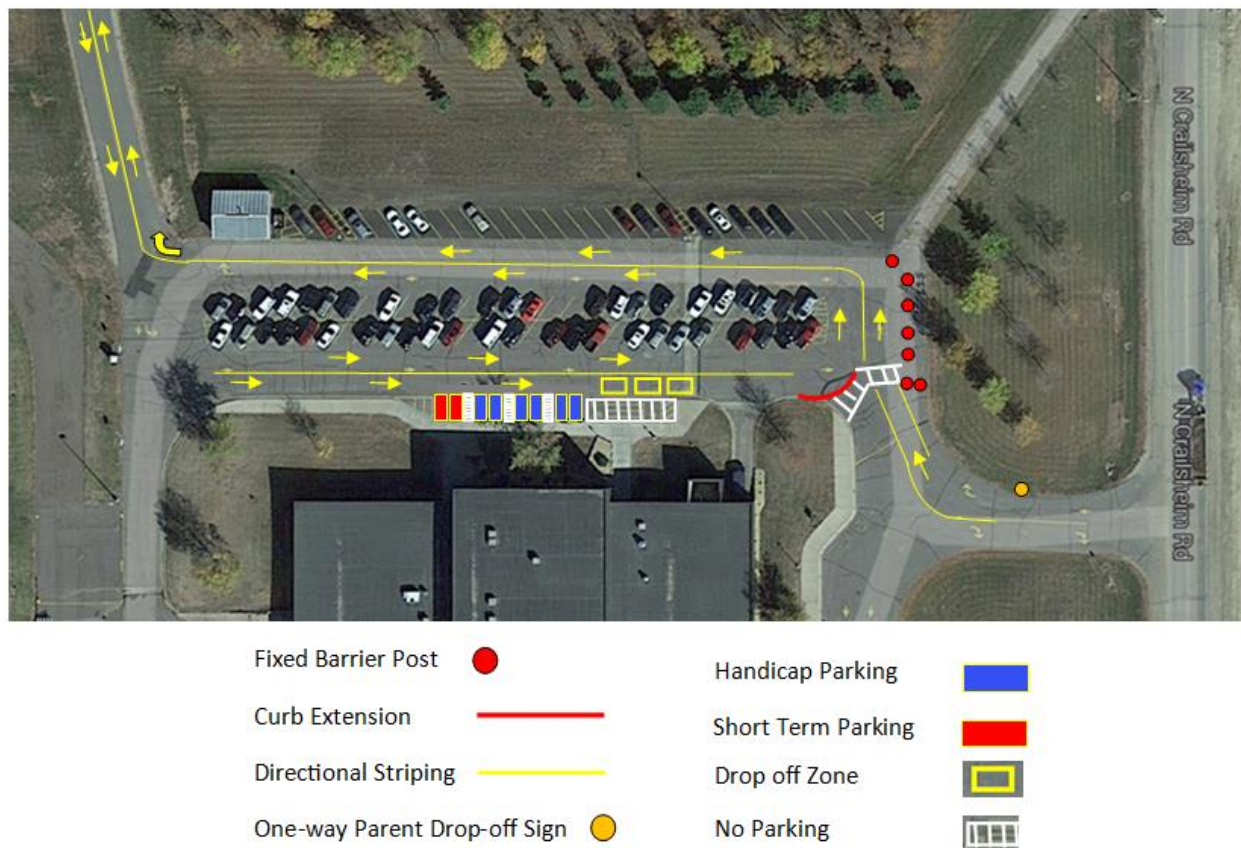 N Crailsheim Rd
N Crailsheim Rd
Fixed Barrier Post
Handicap Parking
Curb Extension
Short Term Parking
Directional Striping
Drop off Zone
One-way Parent Drop-off Sign
No Parking